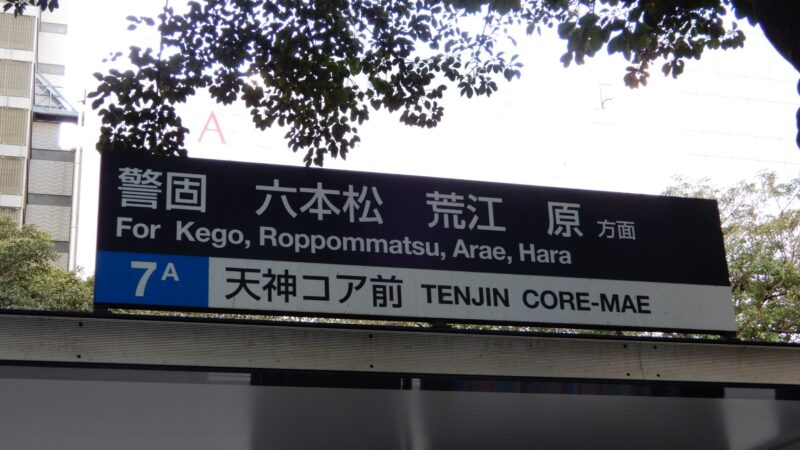 警固 六本松 荒江 原 方面
For Kego, Roppommatsu, Arae, Hara
7A 天神コア前 TENJIN CORE-MAE
A